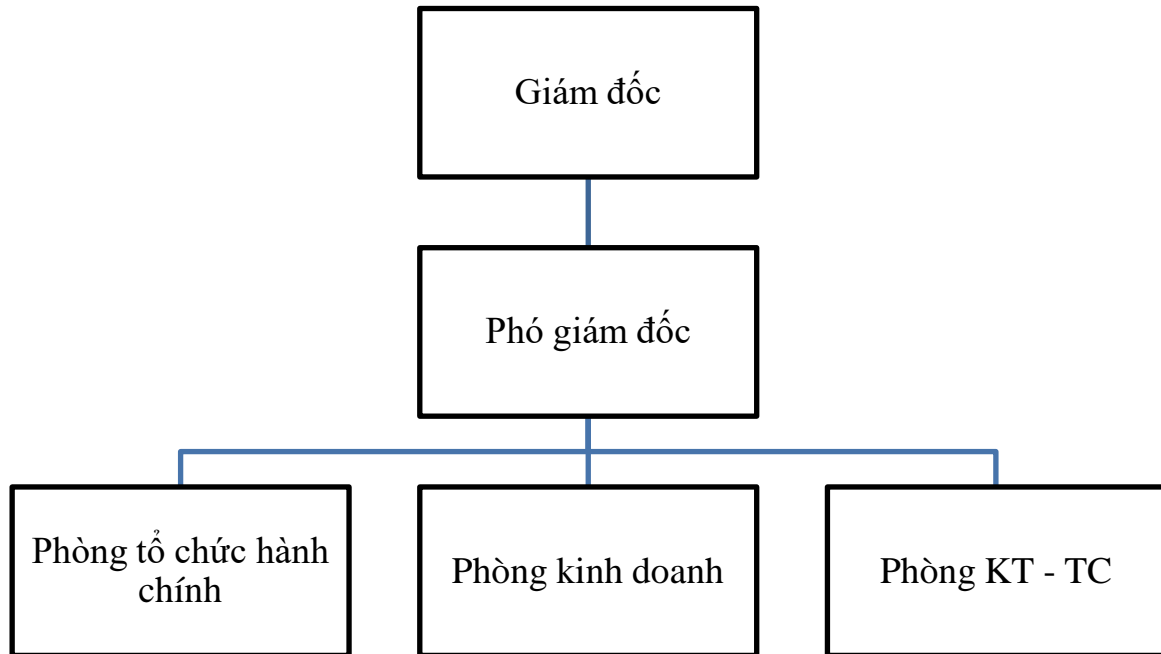 Giám đốc
Phó giám đốc
Phòng tổ chức hành
chính
Phòng kinh doanh
Phòng KT - TC